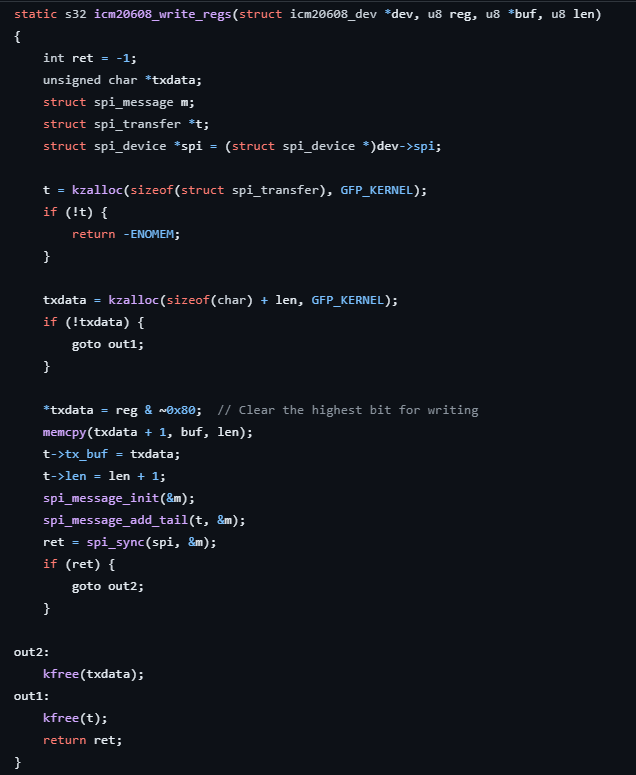 static s32 icm20608_write_regs(struct icm20608_dev *dev, u8 reg, u8 *buf, u8 len)
{
    int ret = -1;
    unsigned char *txdata;
    struct spi_message m;
    struct spi_transfer *t;
    struct spi_device *spi = (struct spi_device *)dev->spi;

    t = kzalloc(sizeof(struct spi_transfer), GFP_KERNEL);
    if (!t) {
        return -ENOMEM;
    }

    txdata = kzalloc(sizeof(char) + len, GFP_KERNEL);
    if (!txdata) {
        goto out1;
    }

    *txdata = reg & ~0x80;  // Clear the highest bit for writing
    memcpy(txdata + 1, buf, len);
    t->tx_buf = txdata;
    t->len = len + 1;
    spi_message_init(&m);
    spi_message_add_tail(t, &m);
    ret = spi_sync(spi, &m);
    if (ret) {
        goto out2;
    }

out2:
    kfree(txdata);
out1:
    kfree(t);
    return ret;
}